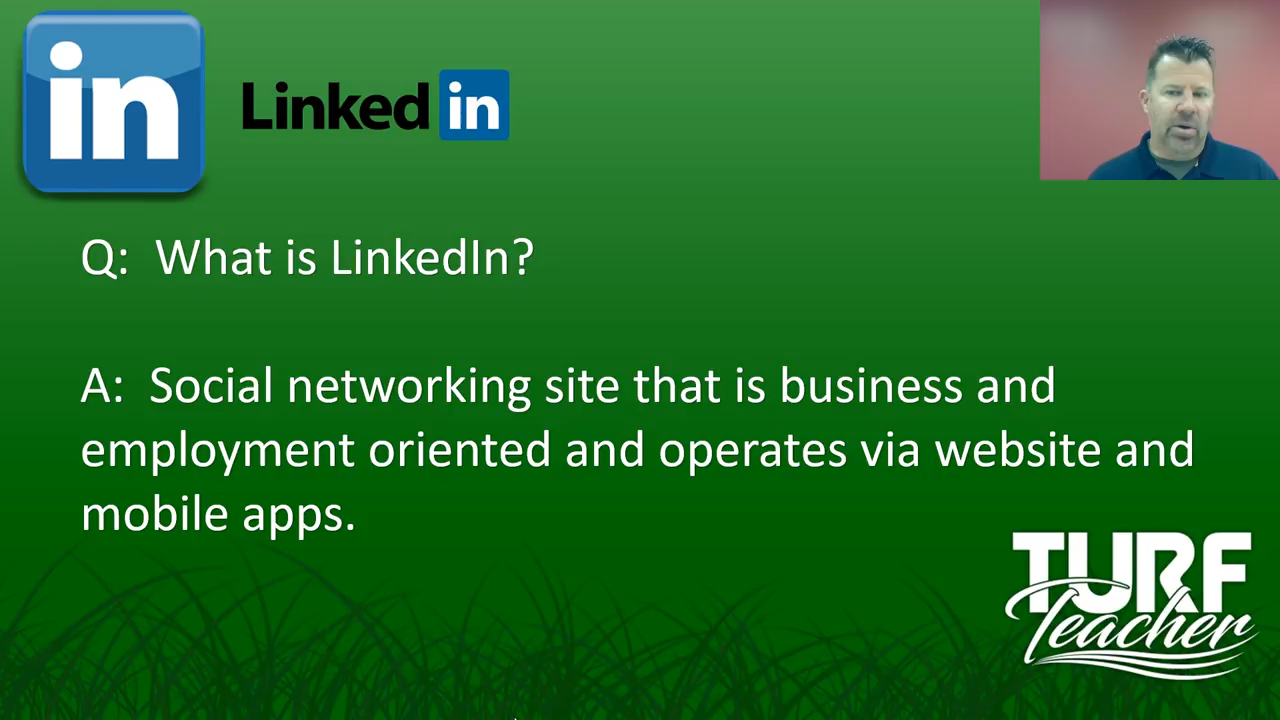 in
Linked in
Q: What is LinkedIn?
A: Social networking site that is business and
employment oriented and operates via website and
mobile apps.
TURF
Teacher